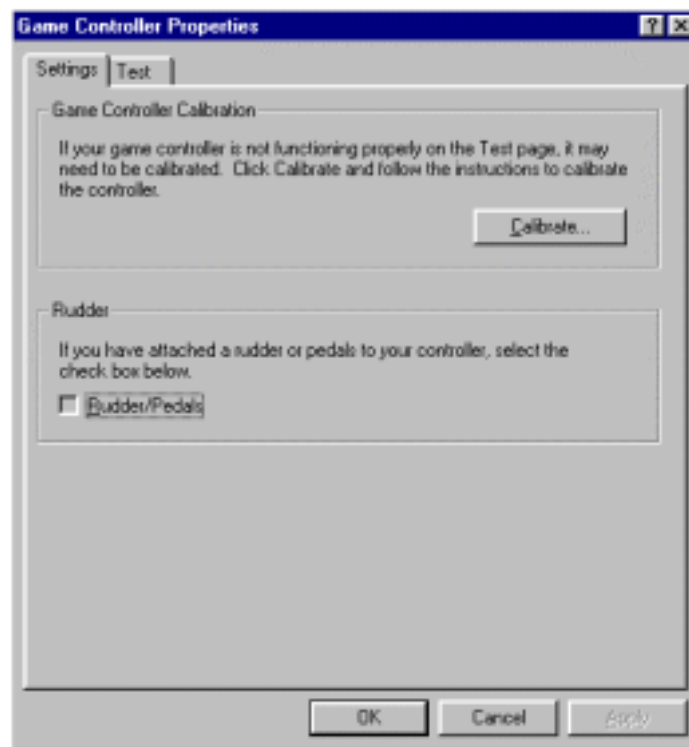 Game Controller Properties
Settings
Test
Game Controller Calibration
If your game controller is not functioning properly on the Test page, it may
need to be calibrated. Click Calibrate and follow the instructions to calibrate
the controller.
Calibrate...
Rudder
If you have attached a rudder or pedals to your controller, select the
check box below.
Rudder/Pedals
OK
Cancel
Apply